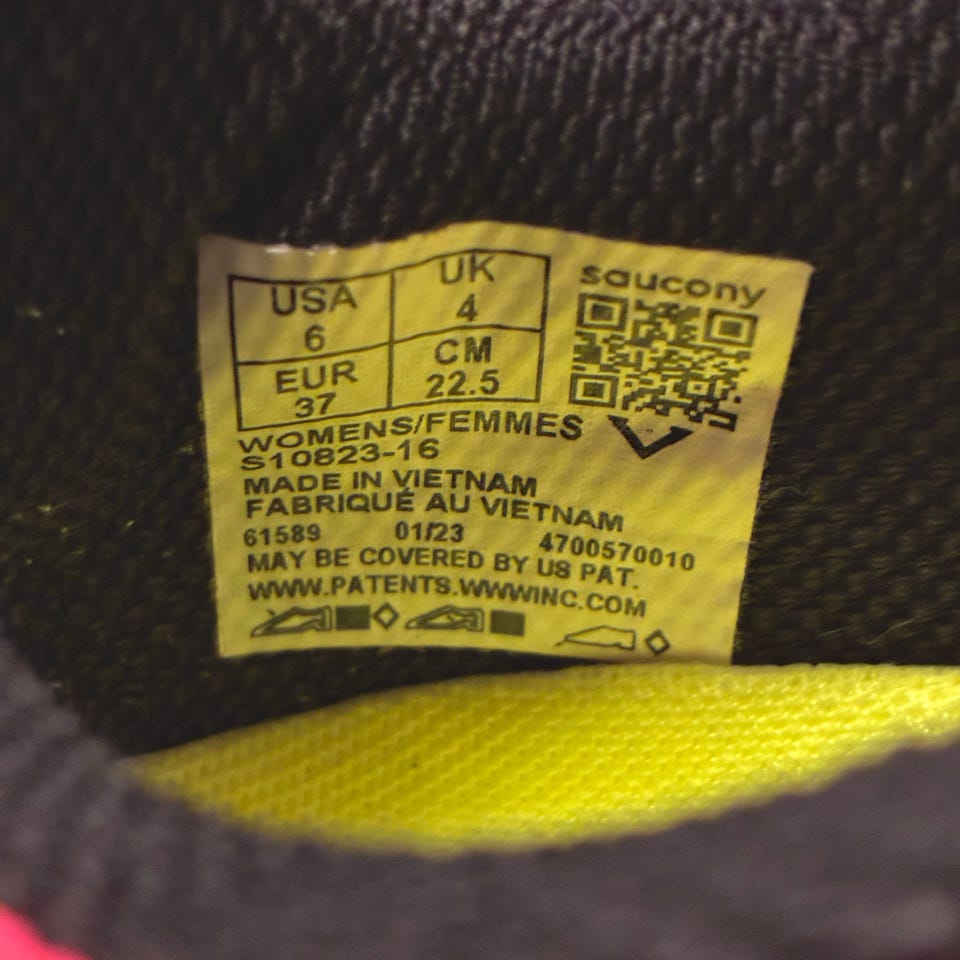 USA UK
6 4
EUR CM
37 22.5
saucony
WOMENS/FEMMES
S10823-16
MADE IN VIETNAM
FABRIQUÉ AU VIETNAM
61589 01/23 4700570010
MAY BE COVERED BY US PAT.
WWW.PATENTS.WWWINC.COM